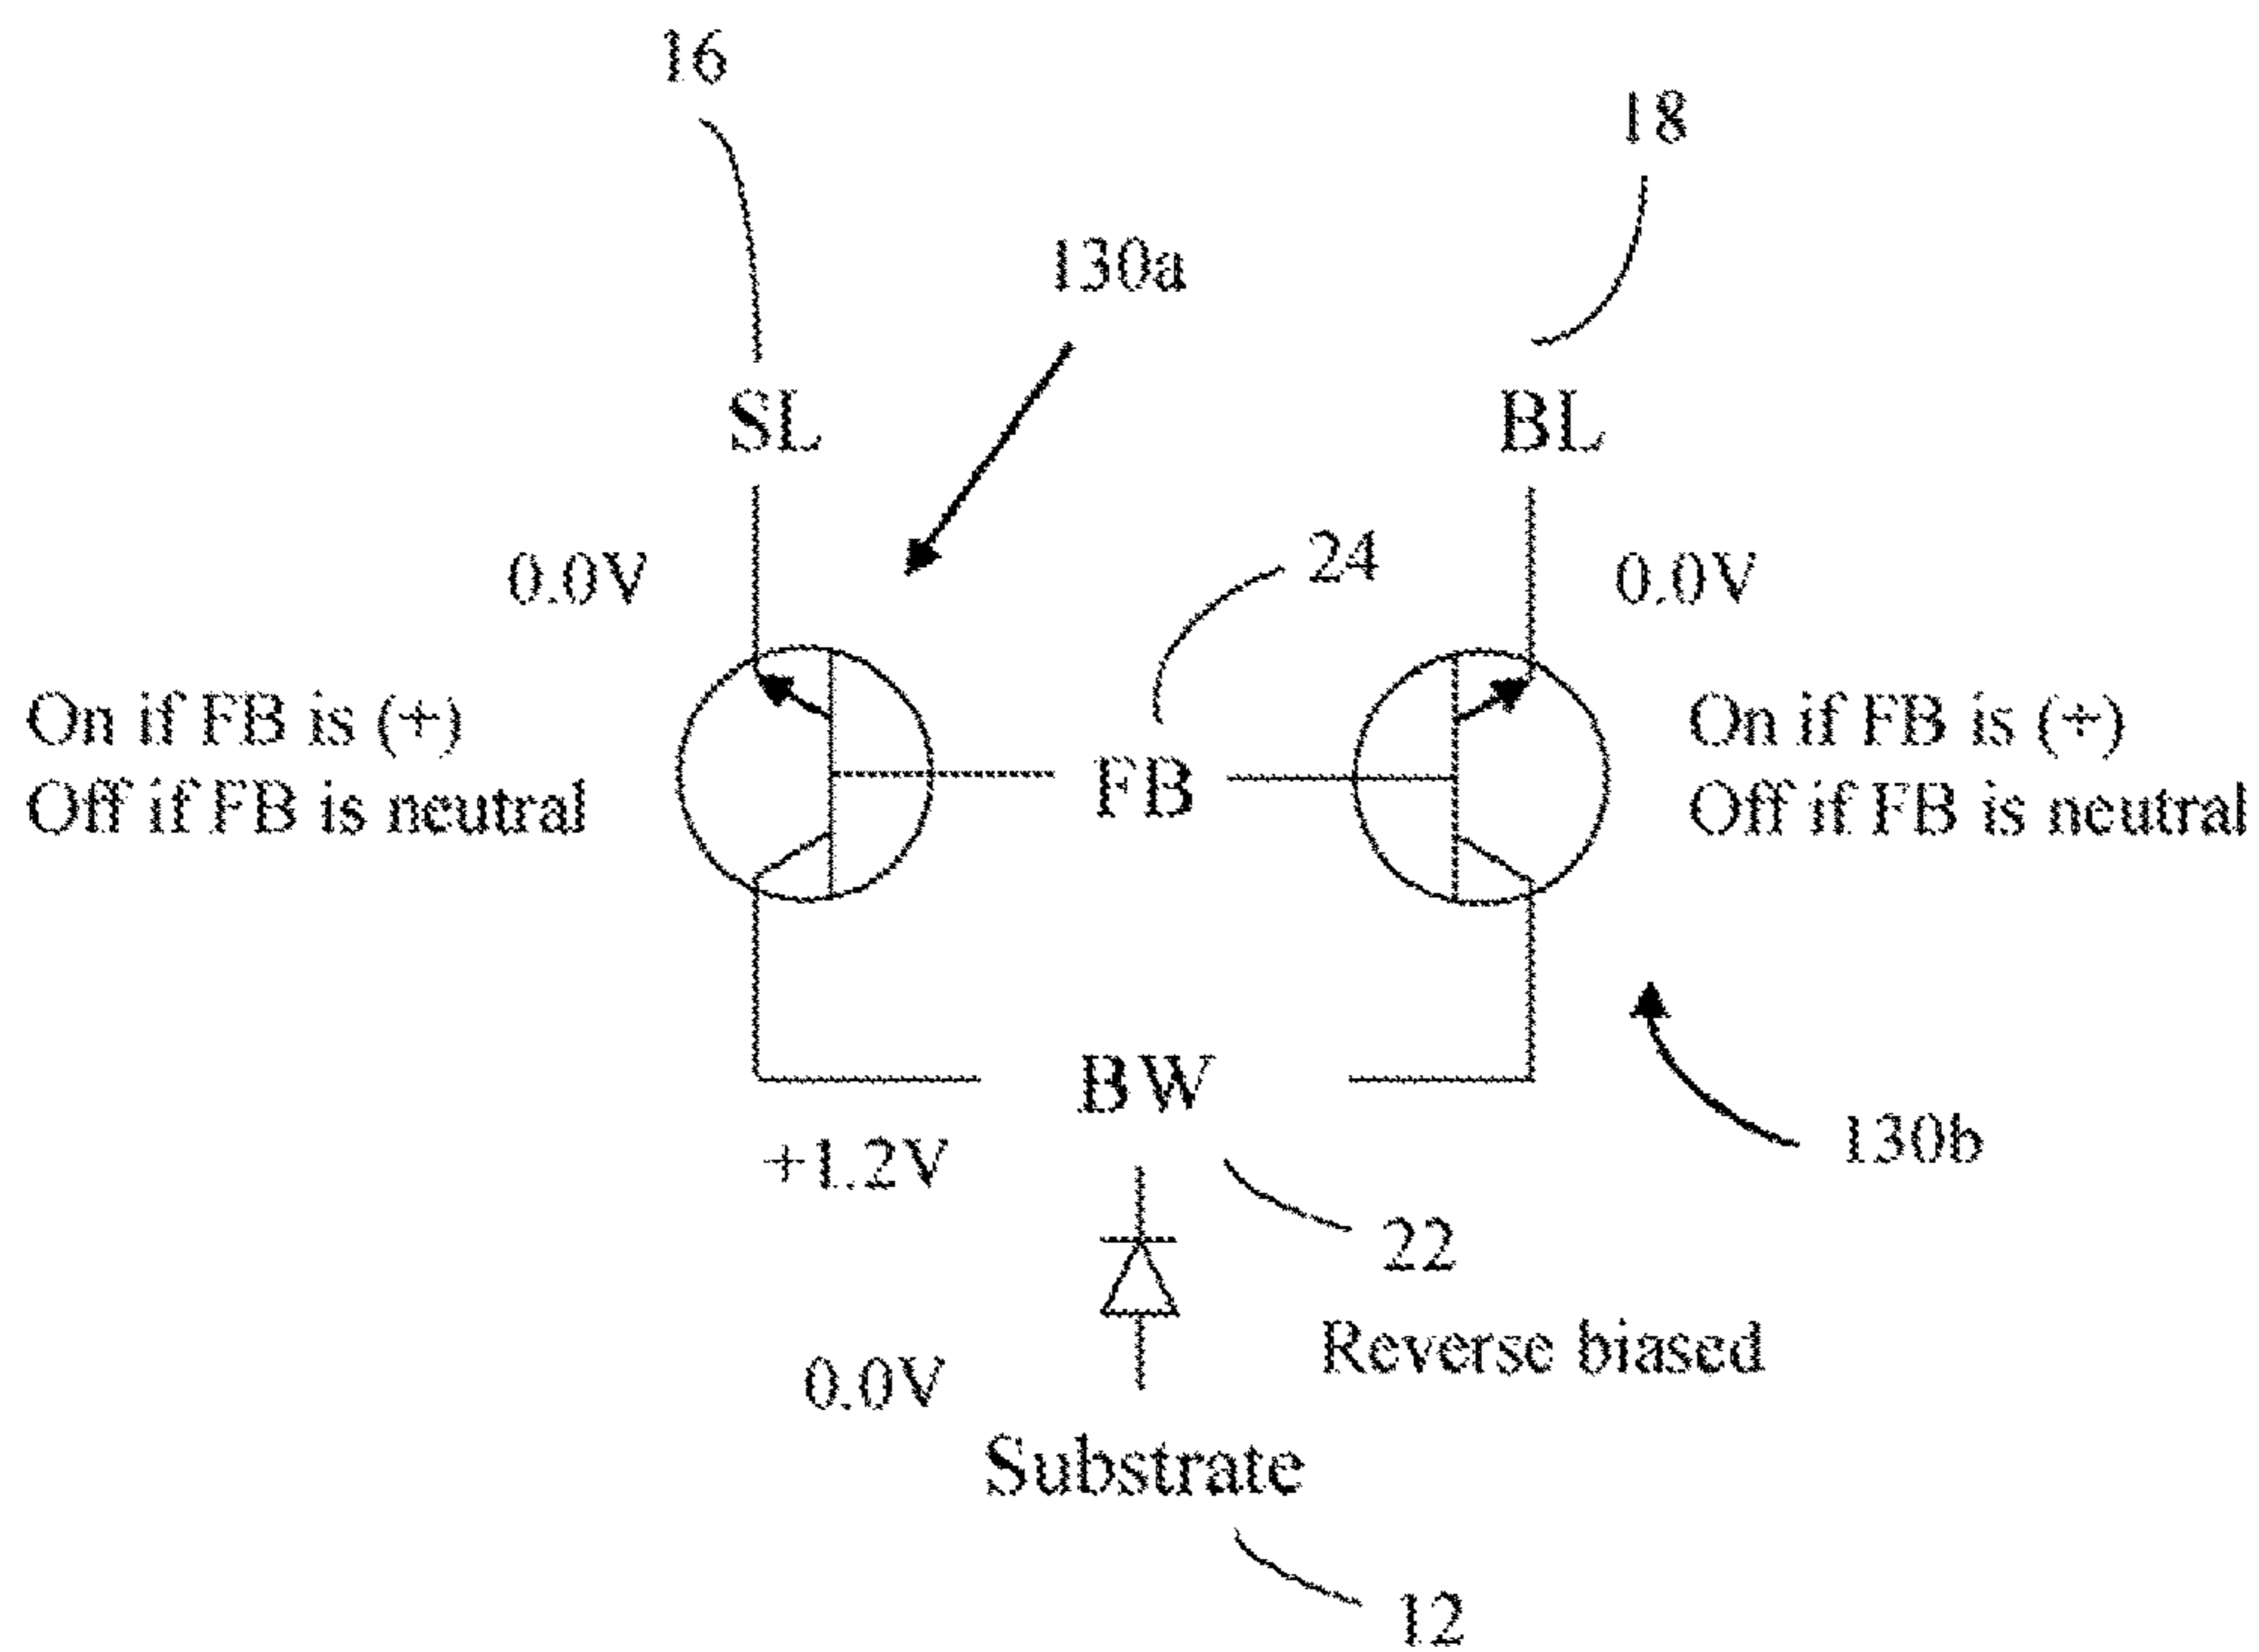 16
18
130a
SL
BL
0.0V
24
0.0V
On if FB is (+)
Off if FB is neutral
FB
On if FB is (+)
Off if FB is neutral
BW
+1.2V
130b
22
Reverse biased
0.0V
Substrate
12